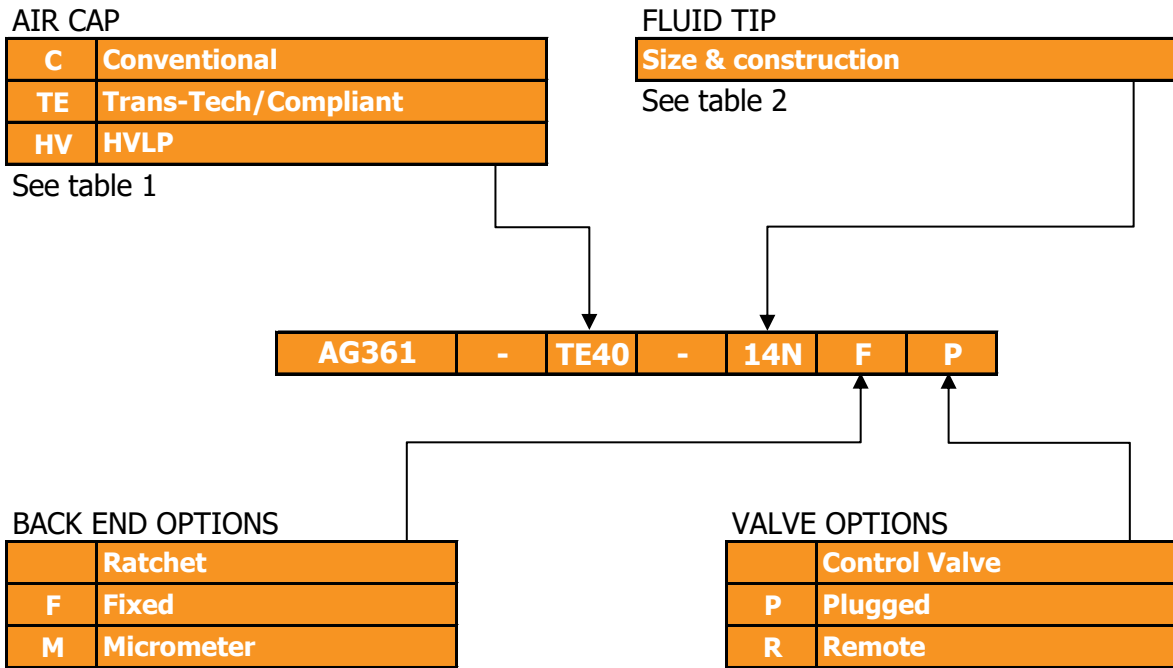 AIR CAP
C Conventional
TE Trans-Tech/Compliant
HV HVLP
See table 1
FLUID TIP
Size & construction
See table 2
AG361 - TE40 - 14N F P
BACK END OPTIONS
Ratchet
F Fixed
M Micrometer
VALVE OPTIONS
Control Valve
P Plugged
R Remote